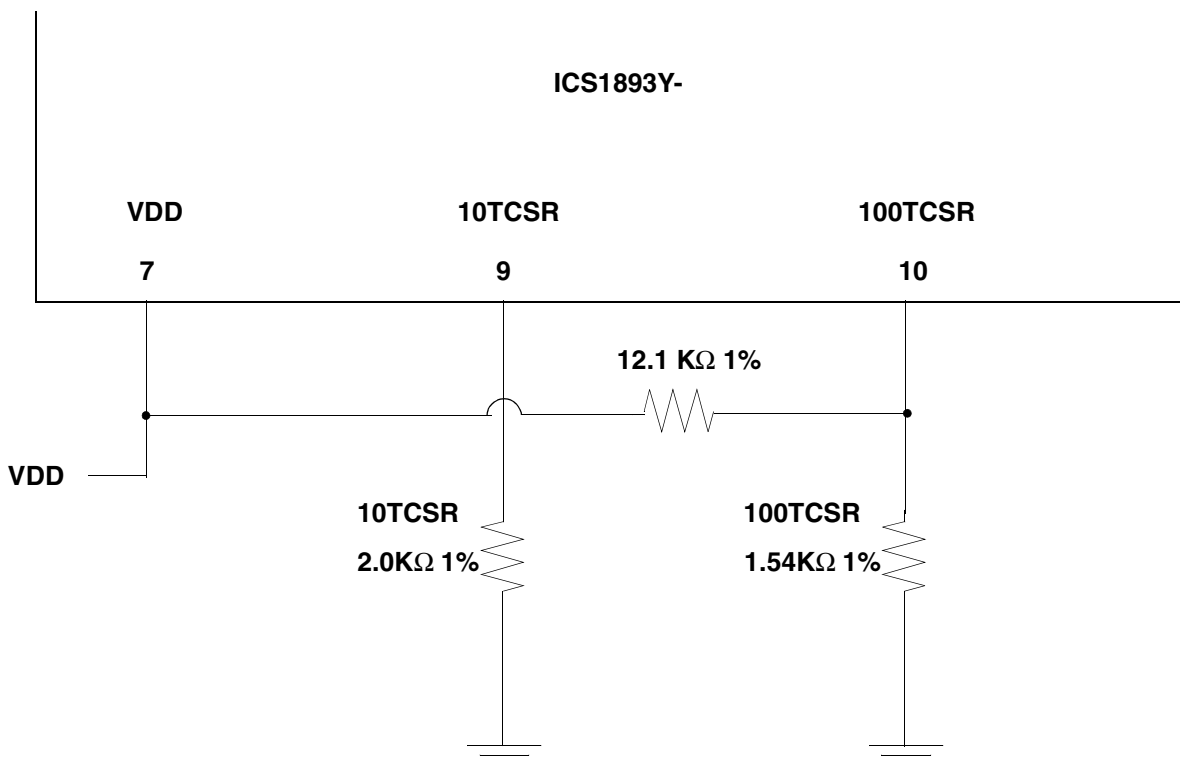 ICS1893Y-
VDD
10TCSR
100TCSR
7
9
10
12.1 KΩ 1%
VDD
10TCSR
2.0KΩ 1%
100TCSR
1.54KΩ 1%